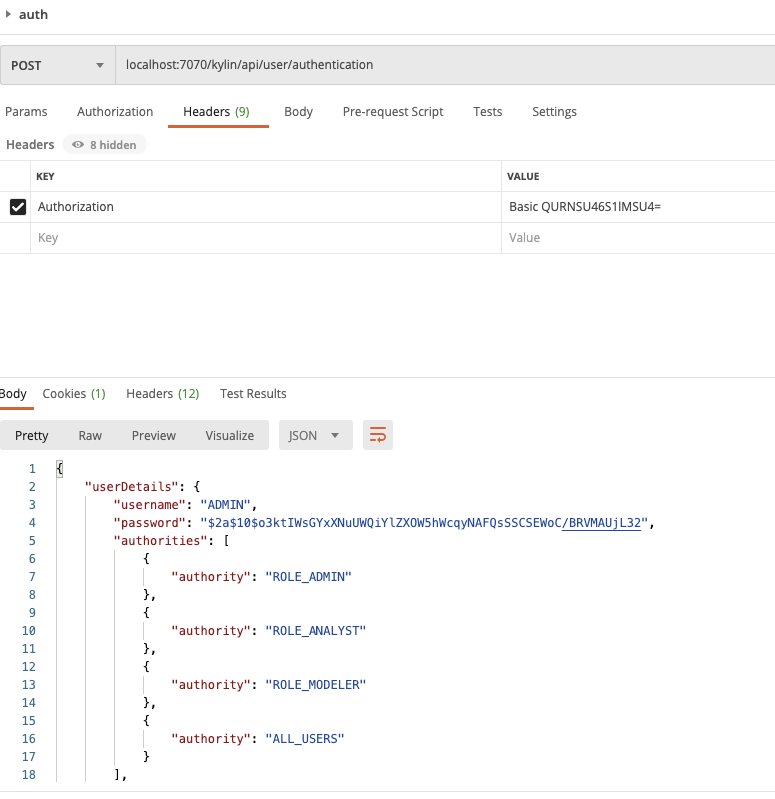 auth
POST localhost:7070/kylin/api/user/authentication
Params Authorization Headers (9) Body Pre-request Script Tests Settings
Headers 8 hidden
KEY VALUE
Authorization Basic QURNSU46S1lMSU4=
Key Value
Body Cookies (1) Headers (12) Test Results
Pretty Raw Preview Visualize JSON
1 {
2 "userDetails": {
3 "username": "ADMIN",
4 "password": "$2a$10$o3ktIWsGYxXNuUWQiYlZXOW5hWcqyNAFQsSSCSEWoC/BRVMAUjL32",
5 "authorities": [
6 {
7 "authority": "ROLE_ADMIN"
8 },
9 {
10 "authority": "ROLE_ANALYST"
11 },
12 {
13 "authority": "ROLE_MODELER"
14 },
15 {
16 "authority": "ALL_USERS"
17 }
18 ],